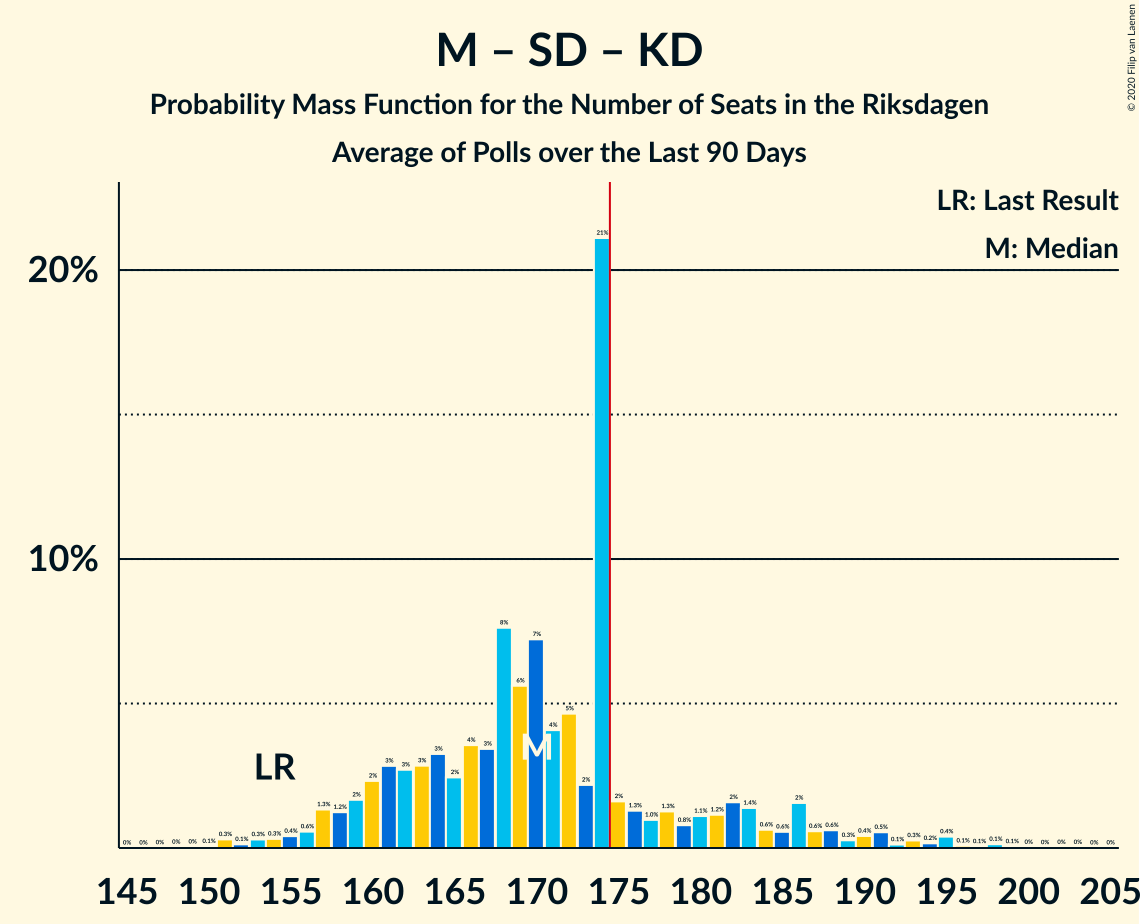 M – SD – KD
Probability Mass Function for the Number of Seats in the Riksdagen
Average of Polls over the Last 90 Days
© 2020 Filip van Laenen
LR: Last Result
M: Median
20%
10%
LR
M
0% 0% 0% 0% 0% 0.1% 0.3% 0.1% 0.3% 0.3% 0.4% 0.6% 1.3% 1.2% 2% 2% 3% 3% 3% 3% 2% 4% 3% 8% 6% 7% 4% 5% 2% 21% 2% 1.3% 1.0% 1.3% 0.8% 1.1% 1.2% 2% 1.4% 0.6% 0.6% 2% 0.6% 0.6% 0.3% 0.4% 0.5% 0.1% 0.3% 0.2% 0.4% 0.1% 0.1% 0.1% 0.1% 0% 0% 0% 0% 0% 0%
145 150 155 160 165 170 175 180 185 190 195 200 205